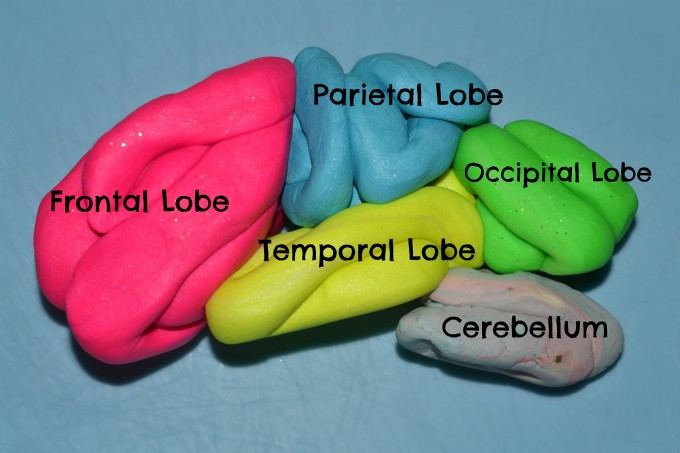 Parietal Lobe
Occipital Lobe
Frontal Lobe
Temporal Lobe
Cerebellum